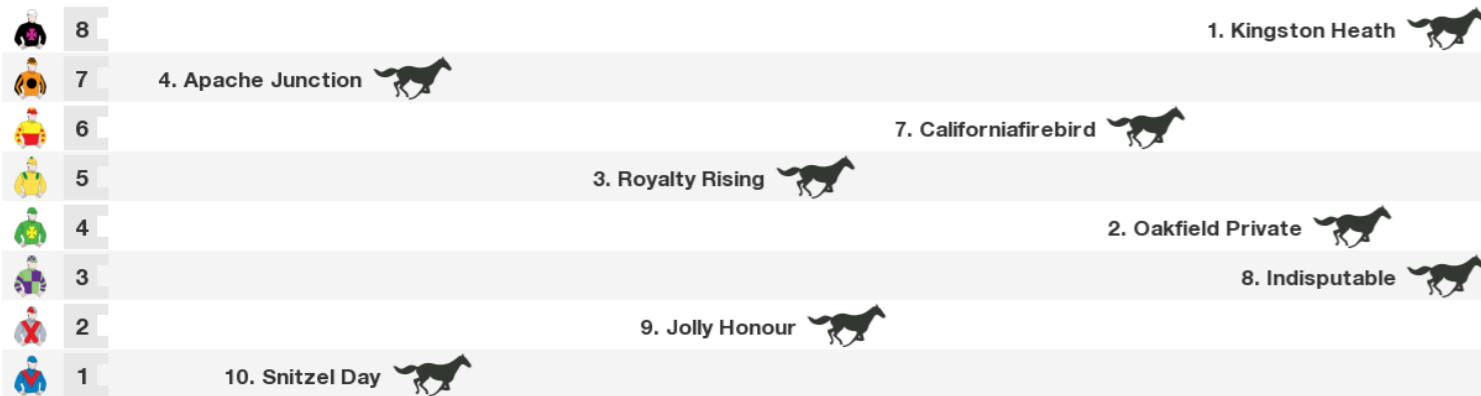 8 1. Kingston Heath
7 4. Apache Junction
6 7. Californiafirebird
5 3. Royalty Rising
4 2. Oakfield Private
3 8. Indisputable
2 9. Jolly Honour
1 10. Snitzel Day